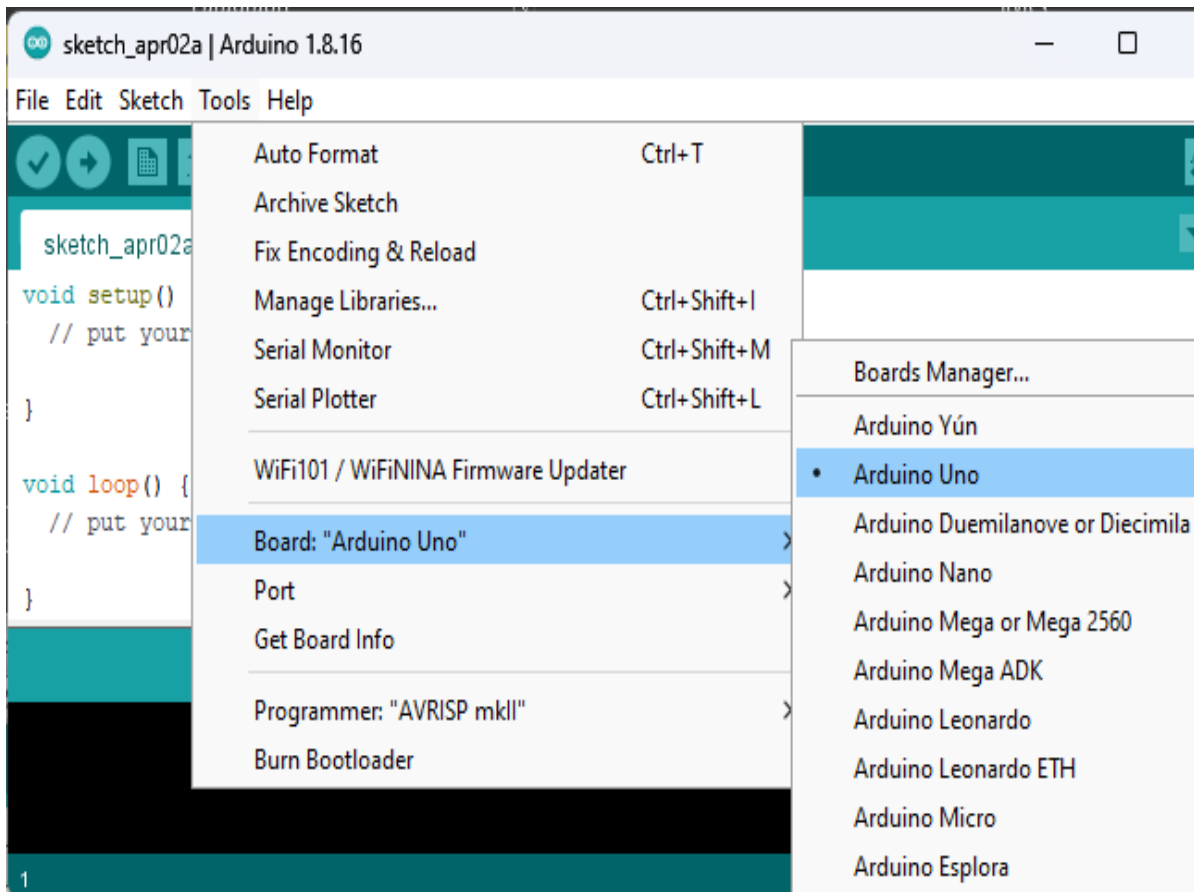 sketch_apr02a | Arduino 1.8.16
File Edit Sketch Tools Help
sketch_apr02a
void setup()
// put your
}
void loop() {
// put your
}
1
Auto Format Ctrl+T
Archive Sketch
Fix Encoding & Reload
Manage Libraries... Ctrl+Shift+I
Serial Monitor Ctrl+Shift+M
Serial Plotter Ctrl+Shift+L
WiFi101 / WiFiNINA Firmware Updater
Board: "Arduino Uno"
Port
Get Board Info
Programmer: "AVRISP mkII"
Burn Bootloader
Boards Manager...
Arduino Yún
Arduino Uno
Arduino Duemilanove or Diecimila
Arduino Nano
Arduino Mega or Mega 2560
Arduino Mega ADK
Arduino Leonardo
Arduino Leonardo ETH
Arduino Micro
Arduino Esplora